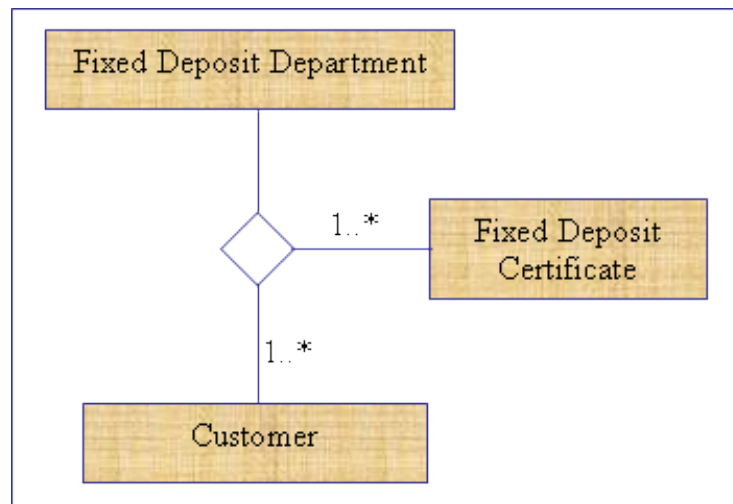 Fixed Deposit Department
1..*
Fixed Deposit
Certificate
1..*
Customer